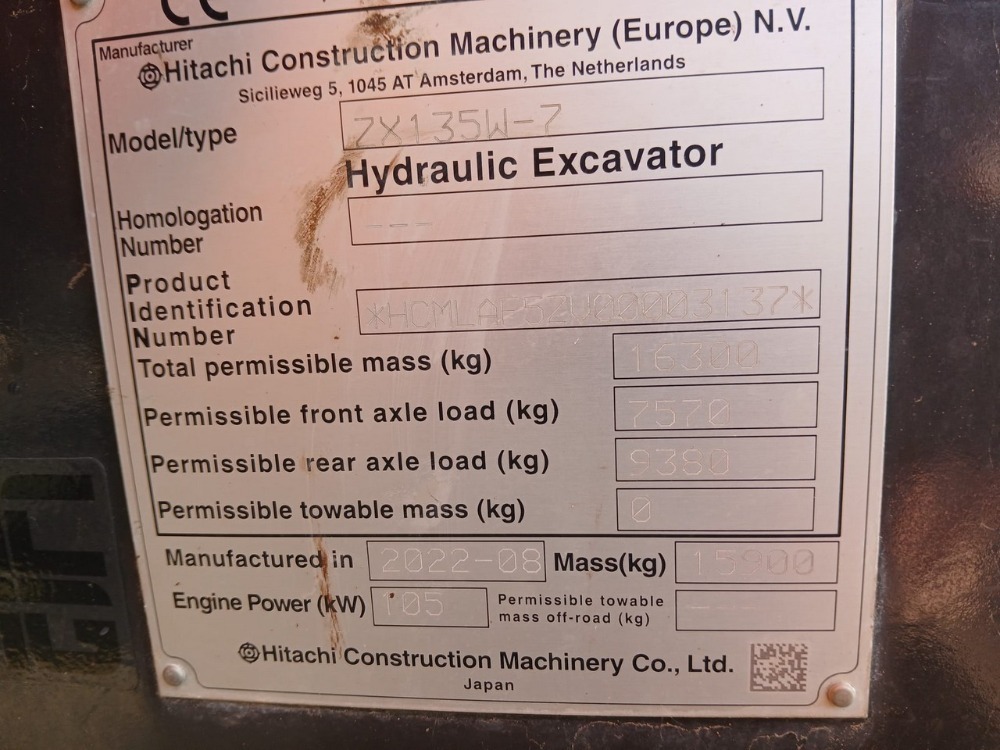 CE
Manufacturer
Hitachi Construction Machinery (Europe) N.V.
Sicilieweg 5, 1045 AT Amsterdam, The Netherlands
Model/type ZX135W-7
Hydraulic Excavator
Homologation
Number ---
Product
Identification
Number
Total permissible mass (kg) 16300
Permissible front axle load (kg) 7570
Permissible rear axle load (kg) 9380
Permissible towable mass (kg) 0
Manufactured in 2022-08 Mass(kg) 15900
Engine Power (kW) 105 Permissible towable
mass off-road (kg) ---
Hitachi Construction Machinery Co., Ltd.
Japan